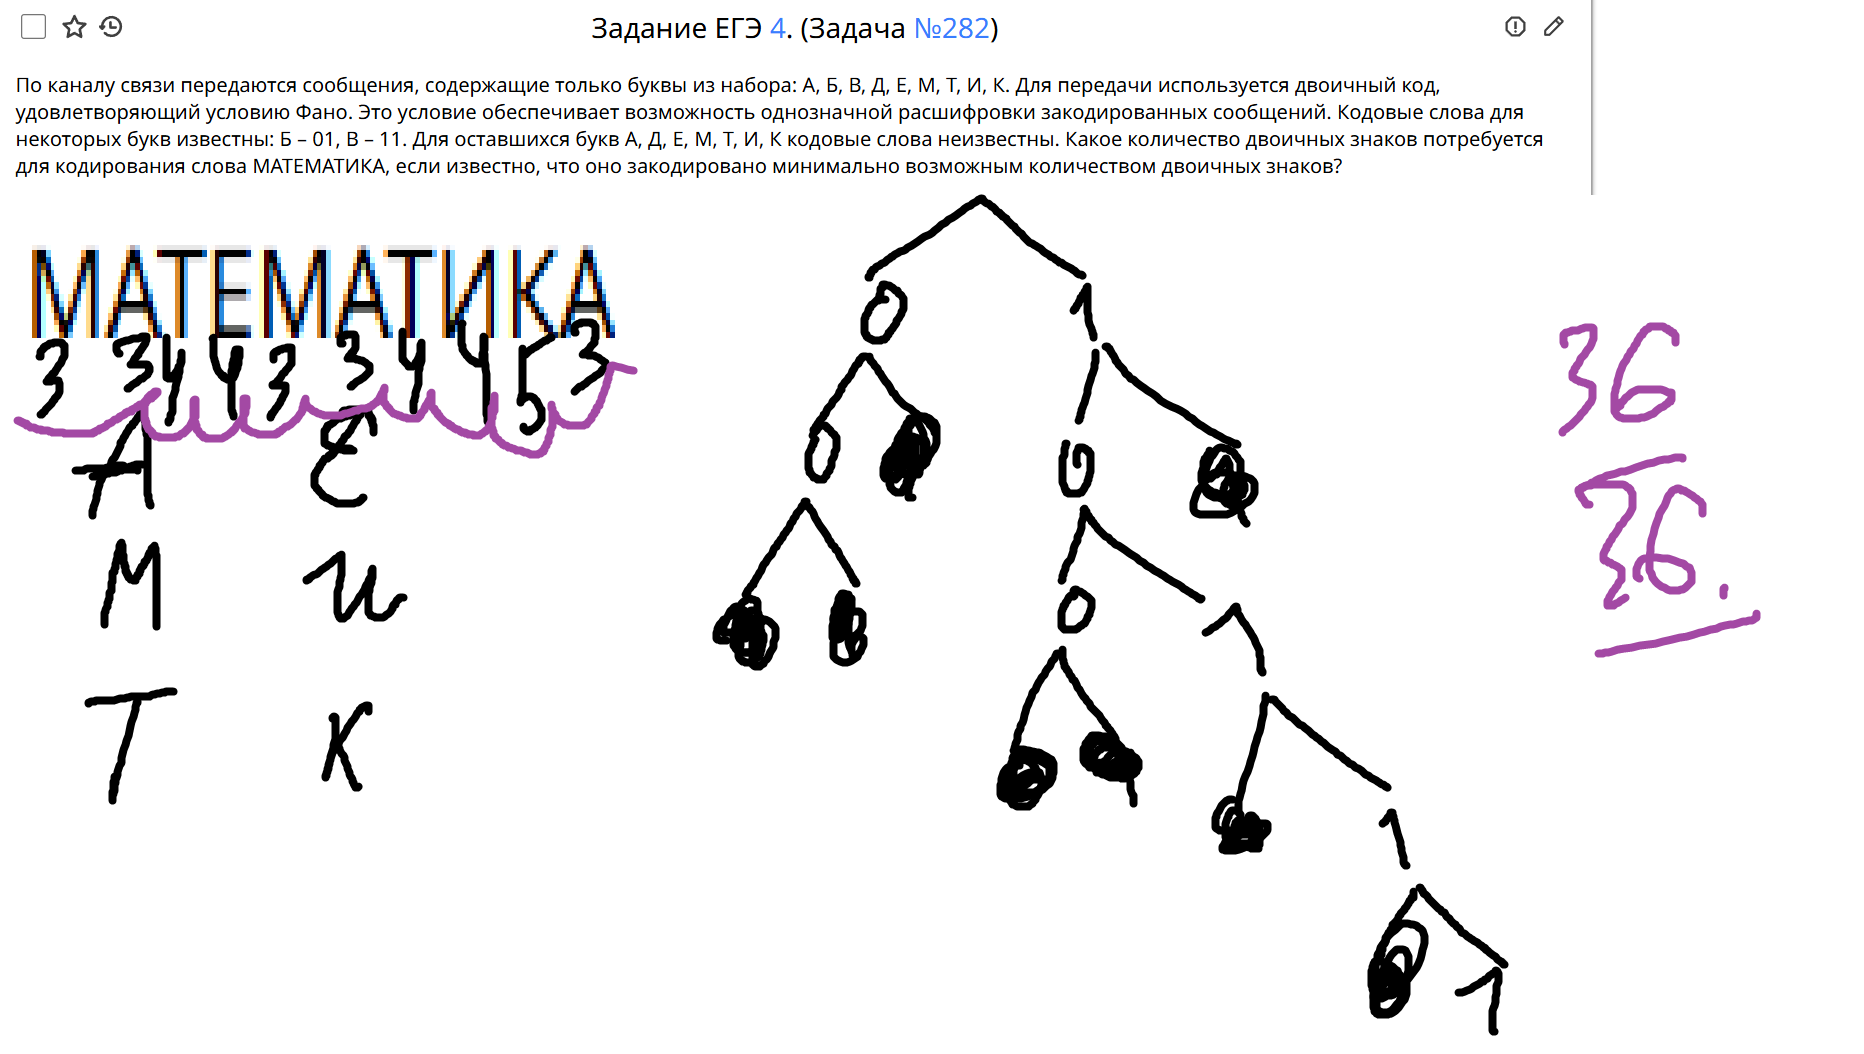 Задание ЕГЭ 4. (Задача №282)
По каналу связи передаются сообщения, содержащие только буквы из набора: А, Б, В, Д, Е, М, Т, И, К. Для передачи используется двоичный код,
удовлетворяющий условию Фано. Это условие обеспечивает возможность однозначной расшифровки закодированных сообщений. Кодовые слова для
некоторых букв известны: Б – 01, В – 11. Для оставшихся букв А, Д, Е, М, Т, И, К кодовые слова неизвестны. Какое количество двоичных знаков потребуется
для кодирования слова МАТЕМАТИКА, если известно, что оно закодировано минимально возможным количеством двоичных знаков?
МАТЕМАТИКА
3 3 4 4 3 3 4 4 5 3
А Е
М И
Т К
0 1
0 0
0 1
1
1
36
36.